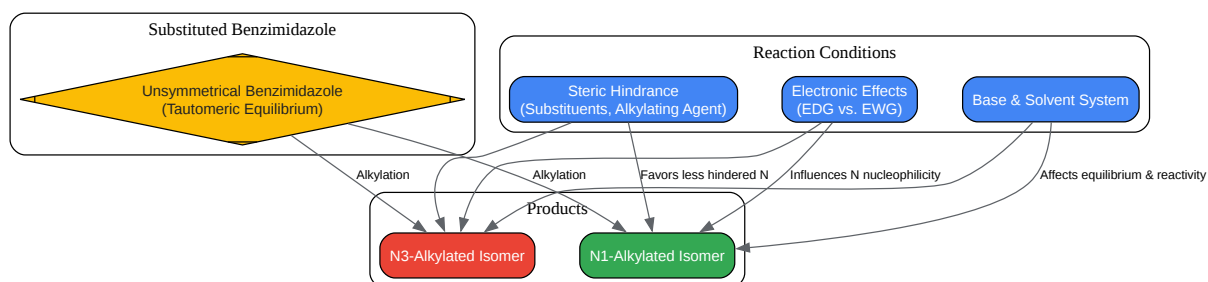 Substituted Benzimidazole
Unsymmetrical Benzimidazole
(Tautomeric Equilibrium)
Reaction Conditions
Steric Hindrance
(Substituents, Alkylating Agent)
Electronic Effects
(EDG vs. EWG)
Base & Solvent System
Alkylation
Alkylation
Favors less hindered N
Influences N nucleophilicity
Affects equilibrium & reactivity
Products
N3-Alkylated Isomer
N1-Alkylated Isomer